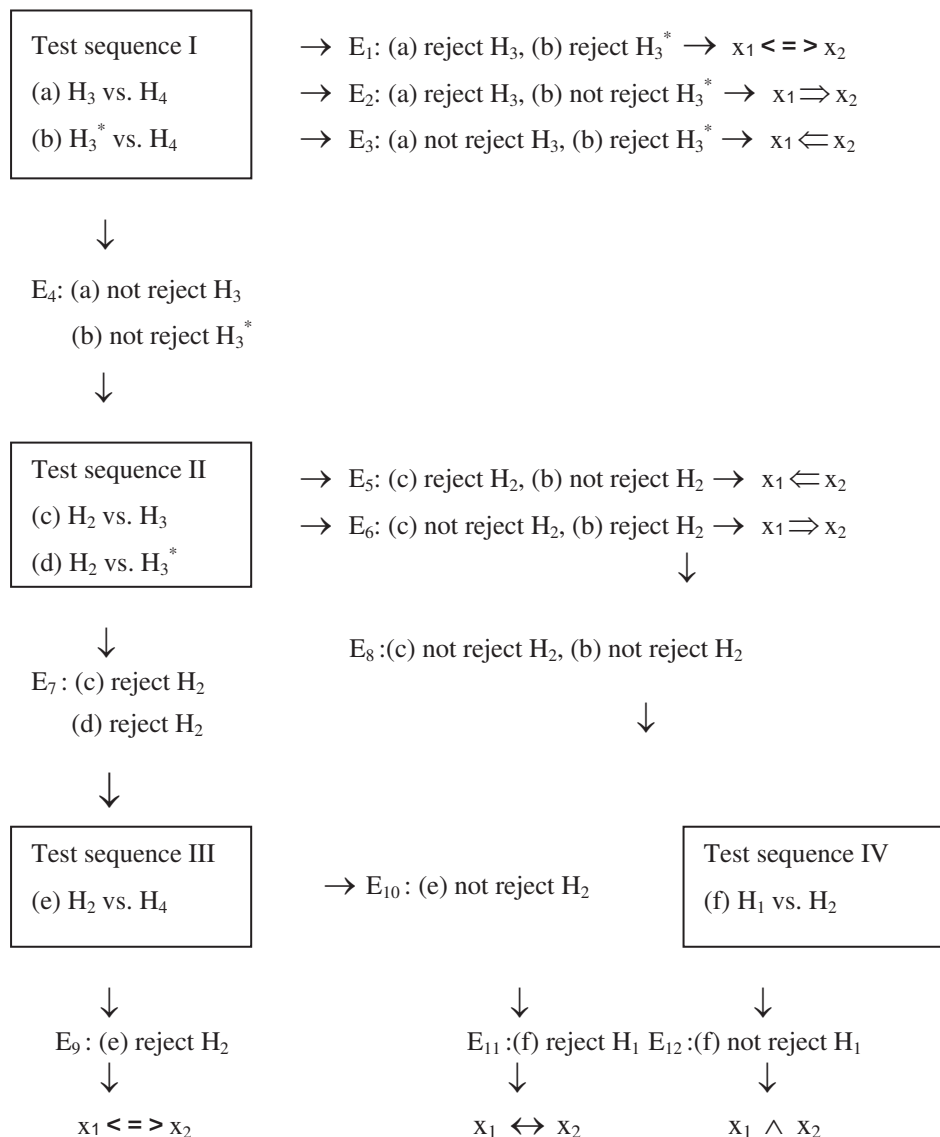 Test sequence I
(a) H₃ vs. H₄
(b) H₃* vs. H₄
→ E₁: (a) reject H₃, (b) reject H₃* → x₁ < = > x₂
→ E₂: (a) reject H₃, (b) not reject H₃* → x₁ ⇒ x₂
→ E₃: (a) not reject H₃, (b) reject H₃* → x₁ ⇐ x₂
↓
E₄: (a) not reject H₃
(b) not reject H₃*
↓
Test sequence II
(c) H₂ vs. H₃
(d) H₂ vs. H₃*
→ E₅: (c) reject H₂, (b) not reject H₂ → x₁ ⇐ x₂
→ E₆: (c) not reject H₂, (b) reject H₂ → x₁ ⇒ x₂
↓
↓
E₈ :(c) not reject H₂, (b) not reject H₂
E₇ : (c) reject H₂
(d) reject H₂
↓
↓
Test sequence III
(e) H₂ vs. H₄
→ E₁₀ : (e) not reject H₂
Test sequence IV
(f) H₁ vs. H₂
↓ ↓ ↓
E₉ : (e) reject H₂ E₁₁ :(f) reject H₁ E₁₂ :(f) not reject H₁
↓ ↓
x₁ < = > x₂ x₁ ↔ x₂ x₁ ∧ x₂